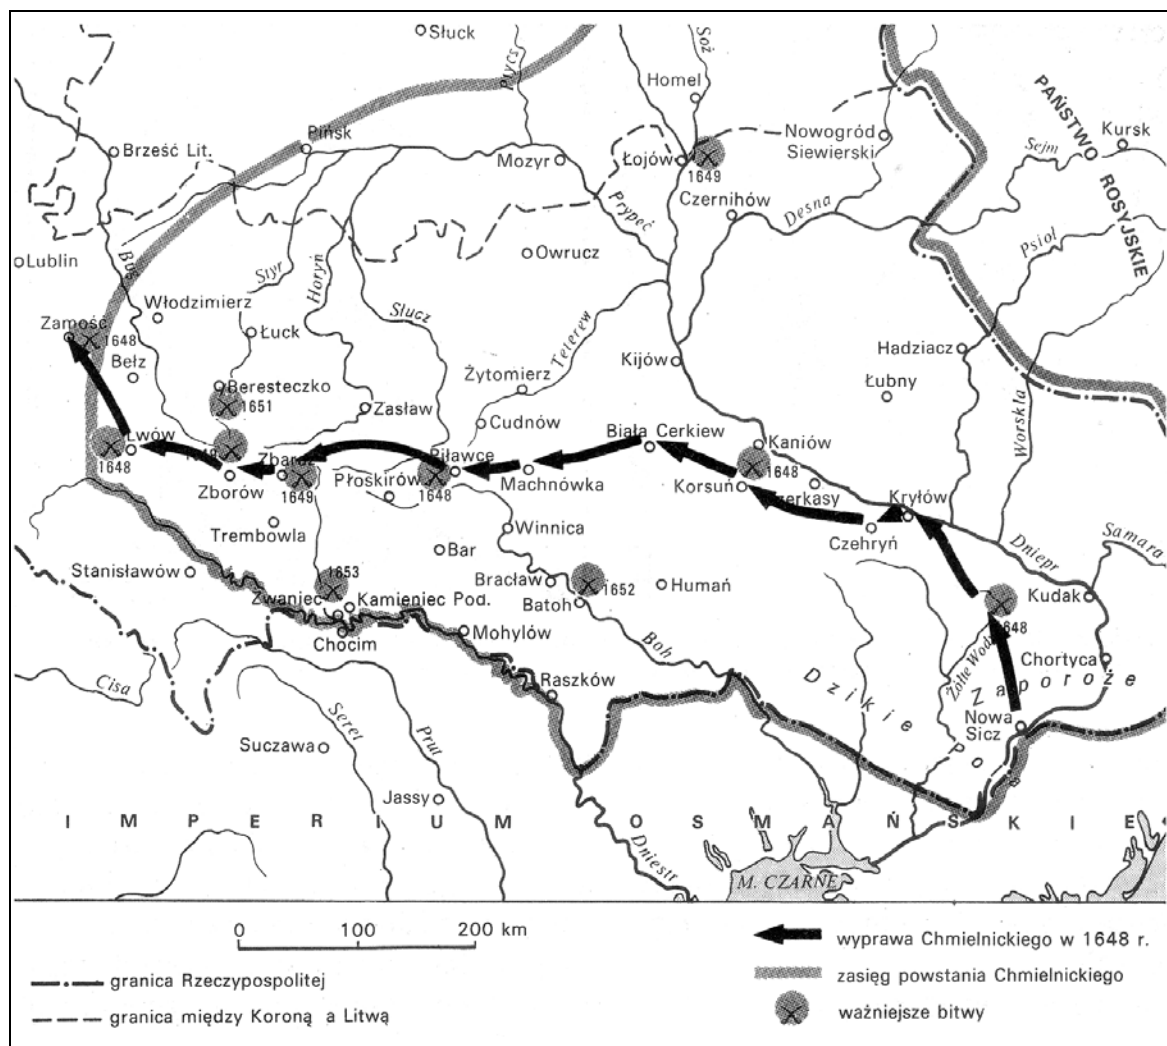 Słuck
Ptycs
Soż
Homel
PAŃSTWO ROSYJSKIE
Kursk
Nowogród
Siewierski
Sejm
Pińsk
Brześć Lit.
Mozyr
Łojów
1649
Czernihów
Desna
Prypeć
Psioł
Lublin
Bug
Styr
Horyń
Słucz
Owrucz
Teterew
Włodzimierz
Zamość
1648
Łuck
Bełz
Kijów
Hadziacz
Żytomierz
Łubny
Beresteczko
1651
Zasław
Cudnów
Worskła
Biała Cerkiew
Kaniów
1648
Lwów
1648
1648
Zbaraż
1649
Zborów
Piławce
1648
Płoskirów
Machnówka
Korsuń
Czerkasy
Kryłów
Czehryń
Trembowla
Winnica
Dniepr
Samara
Stanisławów
Bar
Bracław
Batoh
1652
Humań
Kudak
1653
Żwaniec
Kamieniec Pod.
Chocim
Mohylów
1648
Żółte Wody
Chortyca
Zaporoże
Boh
Dzikie Po
Cisa
Raszków
Nowa
Sicz
Seret
Prut
Suczawa
Jassy
IMPERIUM OSMAŃSKIE
Dniestr
M. CZARNE
0 100 200 km
wyprawa Chmielnickiego w 1648 r.
granica Rzeczypospolitej
zasięg powstania Chmielnickiego
granica między Koroną a Litwą
ważniejsze bitwy